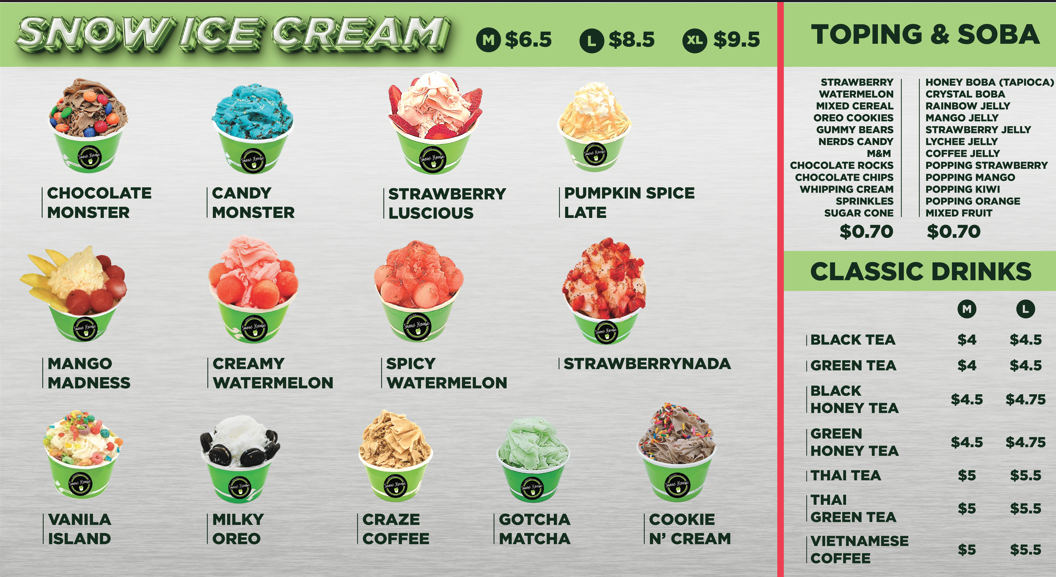 SNOW ICE CREAM
M $6.5 L $8.5 XL $9.5
CHOCOLATE
MONSTER
CANDY
MONSTER
STRAWBERRY
LUSCIOUS
PUMPKIN SPICE
LATE
MANGO
MADNESS
CREAMY
WATERMELON
SPICY
WATERMELON
STRAWBERRYNADA
VANILA
ISLAND
MILKY
OREO
CRAZE
COFFEE
GOTCHA
MATCHA
COOKIE
N' CREAM
TOPING & SOBA
STRAWBERRY
WATERMELON
MIXED CEREAL
OREO COOKIES
GUMMY BEARS
NERDS CANDY
M&M
CHOCOLATE ROCKS
CHOCOLATE CHIPS
WHIPPING CREAM
SPRINKLES
SUGAR CONE
$0.70
HONEY BOBA (TAPIOCA)
CRYSTAL BOBA
RAINBOW JELLY
MANGO JELLY
STRAWBERRY JELLY
LYCHEE JELLY
COFFEE JELLY
POPPING STRAWBERRY
POPPING MANGO
POPPING KIWI
POPPING ORANGE
MIXED FRUIT
$0.70
CLASSIC DRINKS
M L
BLACK TEA $4 $4.5
GREEN TEA $4 $4.5
BLACK
HONEY TEA $4.5 $4.75
GREEN
HONEY TEA $4.5 $4.75
THAI TEA $5 $5.5
THAI
GREEN TEA $5 $5.5
VIETNAMESE
COFFEE $5 $5.5